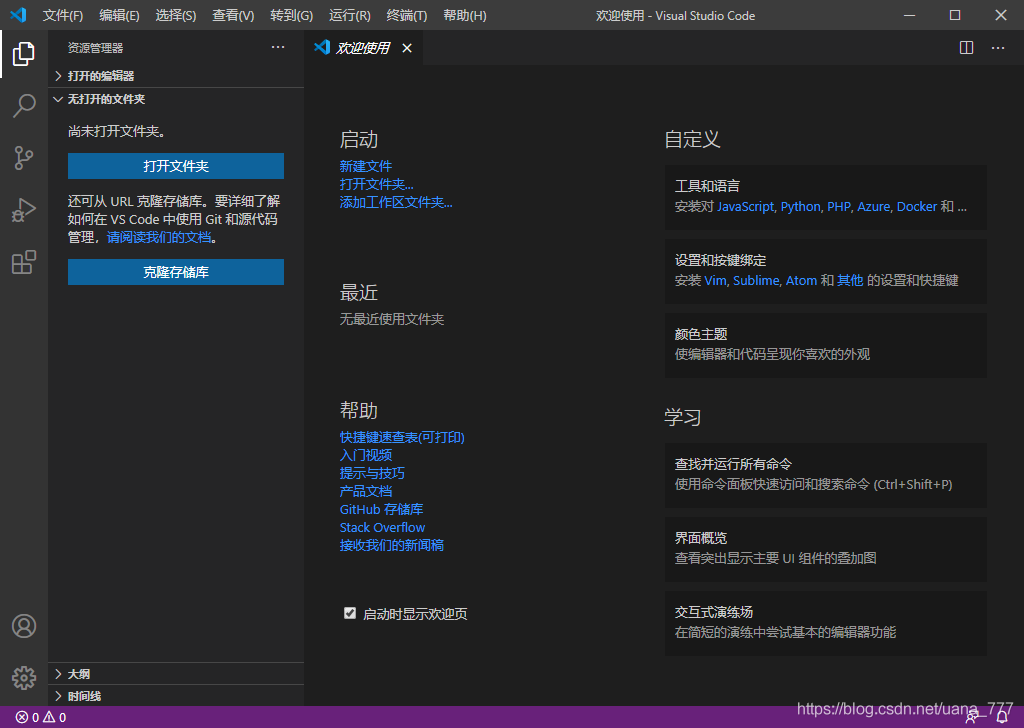 文件(F) 编辑(E) 选择(S) 查看(V) 转到(G) 运行(R) 终端(T) 帮助(H) 欢迎使用 - Visual Studio Code
资源管理器
打开的编辑器
无打开的文件夹
尚未打开文件夹。
打开文件夹
还可从 URL 克隆存储库。要详细了解
如何在 VS Code 中使用 Git 和源代码
管理，请阅读我们的文档。
克隆存储库
大纲
时间线
欢迎使用
启动
新建文件
打开文件夹...
添加工作区文件夹...
最近
无最近使用文件夹
帮助
快捷键速查表(可打印)
入门视频
提示与技巧
产品文档
GitHub 存储库
Stack Overflow
接收我们的新闻稿
启动时显示欢迎页
自定义
工具和语言
安装对 JavaScript, Python, PHP, Azure, Docker 和 ...
设置和按键绑定
安装 Vim, Sublime, Atom 和 其他 的设置和快捷键
颜色主题
使编辑器和代码呈现你喜欢的外观
学习
查找并运行所有命令
使用命令面板快速访问和搜索命令 (Ctrl+Shift+P)
界面概览
查看突出显示主要 UI 组件的叠加图
交互式演练场
在简短的演练中尝试基本的编辑器功能
0 0
https://blog.csdn.net/uana_777